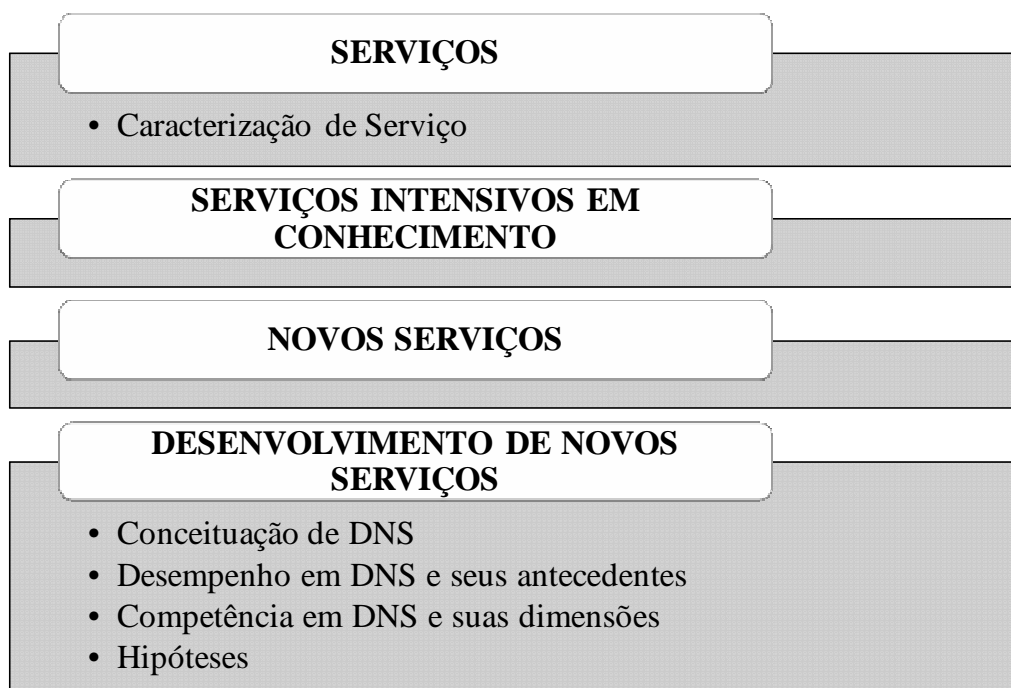 SERVIÇOS
• Caracterização de Serviço
SERVIÇOS INTENSIVOS EM
CONHECIMENTO
NOVOS SERVIÇOS
DESENVOLVIMENTO DE NOVOS
SERVIÇOS
• Conceituação de DNS
• Desempenho em DNS e seus antecedentes
• Competência em DNS e suas dimensões
• Hipóteses